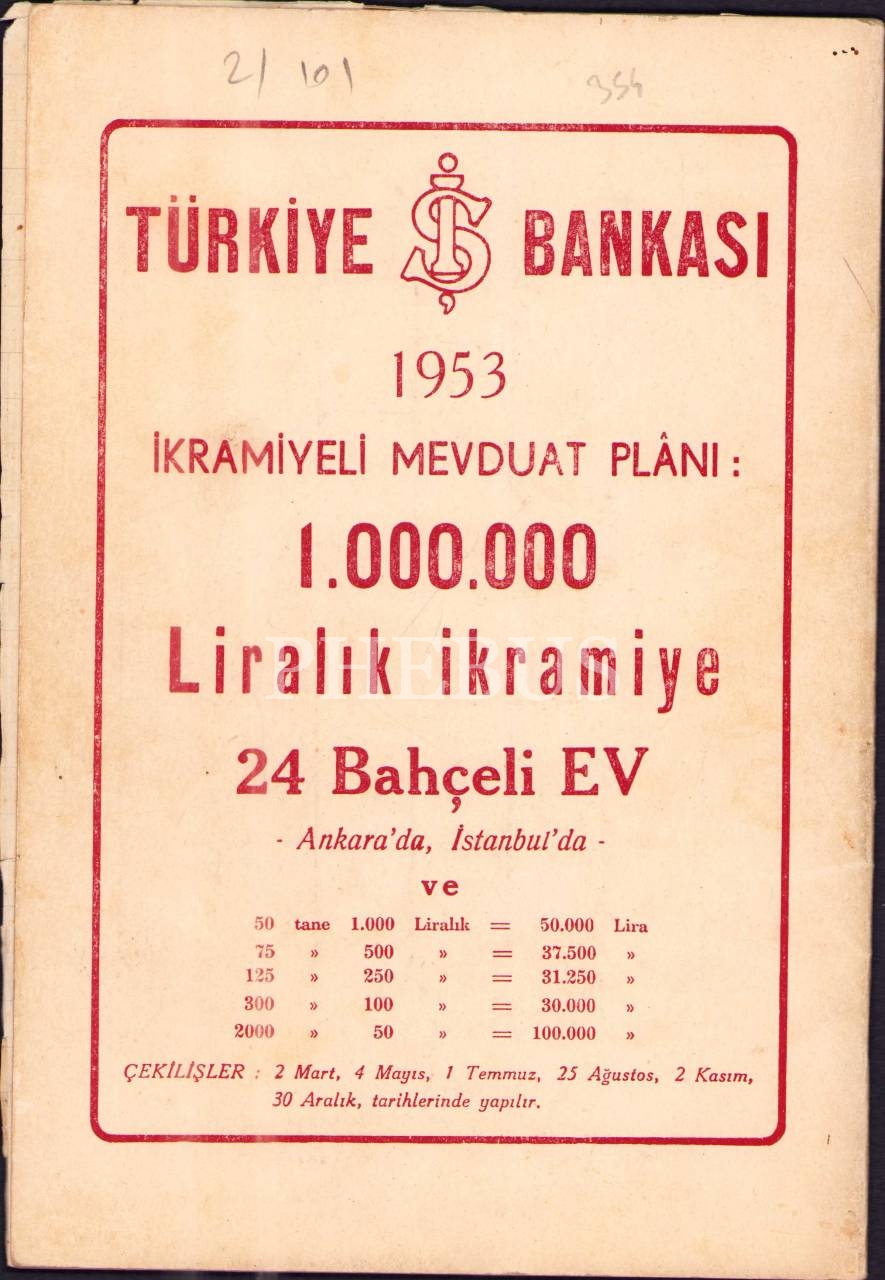 2/ 101 354
TÜRKİYE İŞ BANKASI
1953
İKRAMİYELİ MEVDUAT PLÂNI :
1.000.000
Liralık İkramiye
PHEBUS
24 Bahçeli EV
- Ankara'da, İstanbul'da -
ve
50 tane 1.000 Liralık = 50.000 Lira
75 » 500 » = 37.500 »
125 » 250 » = 31.250 »
300 » 100 » = 30.000 »
2000 » 50 » = 100.000 »
ÇEKİLİŞLER : 2 Mart, 4 Mayıs, 1 Temmuz, 25 Ağustos, 2 Kasım,
30 Aralık, tarihlerinde yapılır.